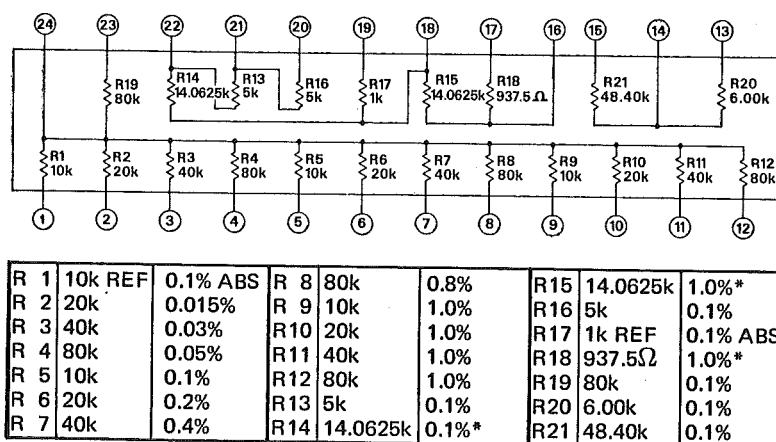 24 23 22 21 20 19 18 17 16 15 14 13
R19 80k
R14 14.0625k
R13 5k
R16 5k
R17 1k
R15 14.0625k
R18 937.5Ω
R21 48.40k
R20 6.00k
R1 10k
R2 20k
R3 40k
R4 80k
R5 10k
R6 20k
R7 40k
R8 80k
R9 10k
R10 20k
R11 40k
R12 80k
1 2 3 4 5 6 7 8 9 10 11 12
R 1 10k REF 0.1% ABS R 8 80k 0.8% R15 14.0625k 1.0%*
R 2 20k 0.015% R 9 10k 1.0% R16 5k 0.1%
R 3 40k 0.03% R10 20k 1.0% R17 1k REF 0.1% ABS
R 4 80k 0.05% R11 40k 1.0% R18 937.5Ω 1.0%*
R 5 10k 0.1% R12 80k 1.0% R19 80k 0.1%
R 6 20k 0.2% R13 5k 0.1% R20 6.00k 0.1%
R 7 40k 0.4% R14 14.0625k 0.1%* R21 48.40k 0.1%